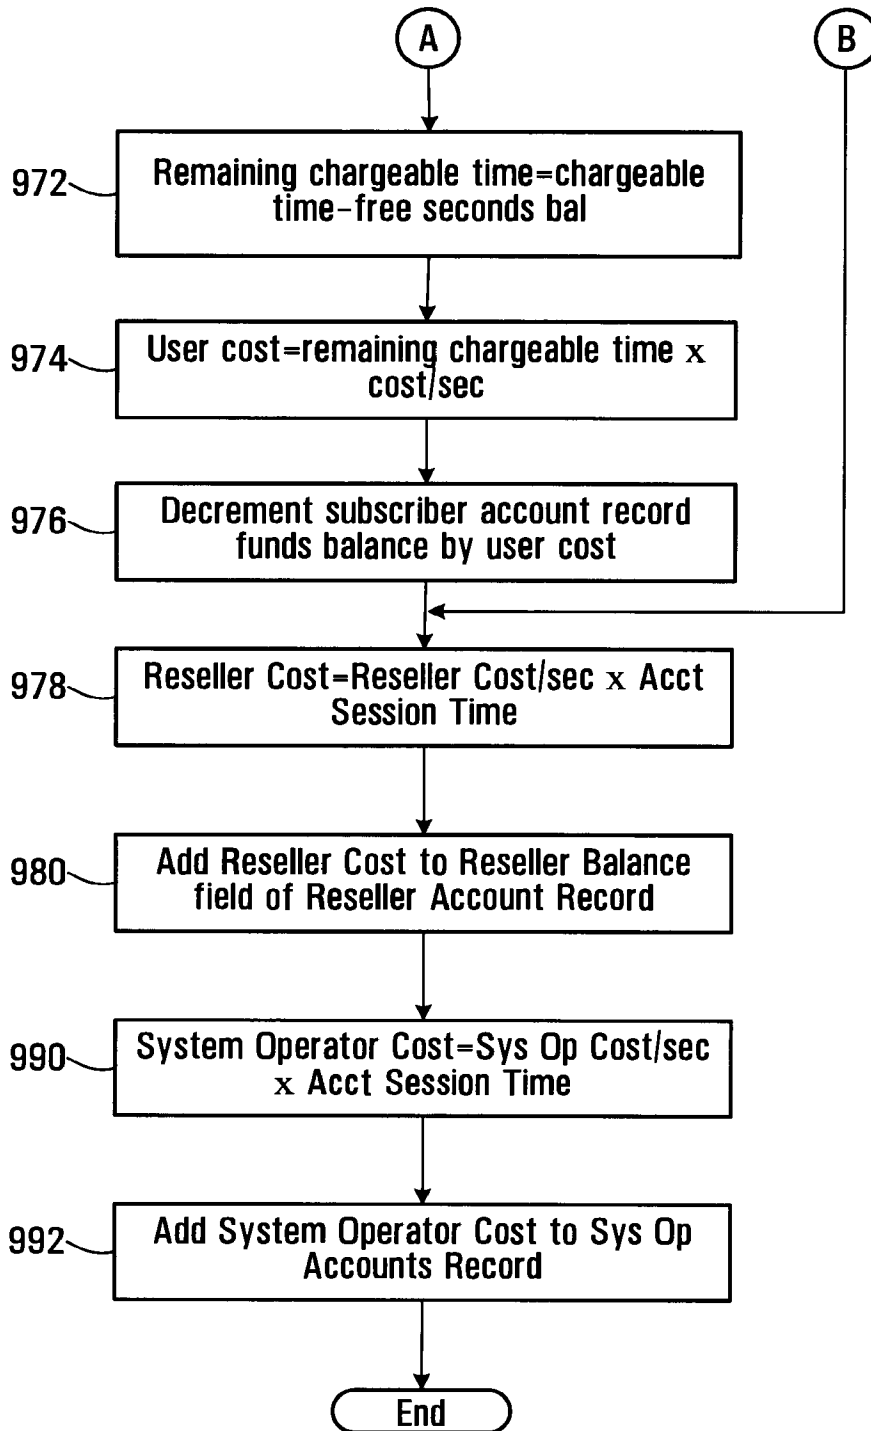 A
B
972
Remaining chargeable time=chargeable
time-free seconds bal
974
User cost=remaining chargeable time x
cost/sec
976
Decrement subscriber account record
funds balance by user cost
978
Reseller Cost=Reseller Cost/sec x Acct
Session Time
980
Add Reseller Cost to Reseller Balance
field of Reseller Account Record
990
System Operator Cost=Sys Op Cost/sec
x Acct Session Time
992
Add System Operator Cost to Sys Op
Accounts Record
End